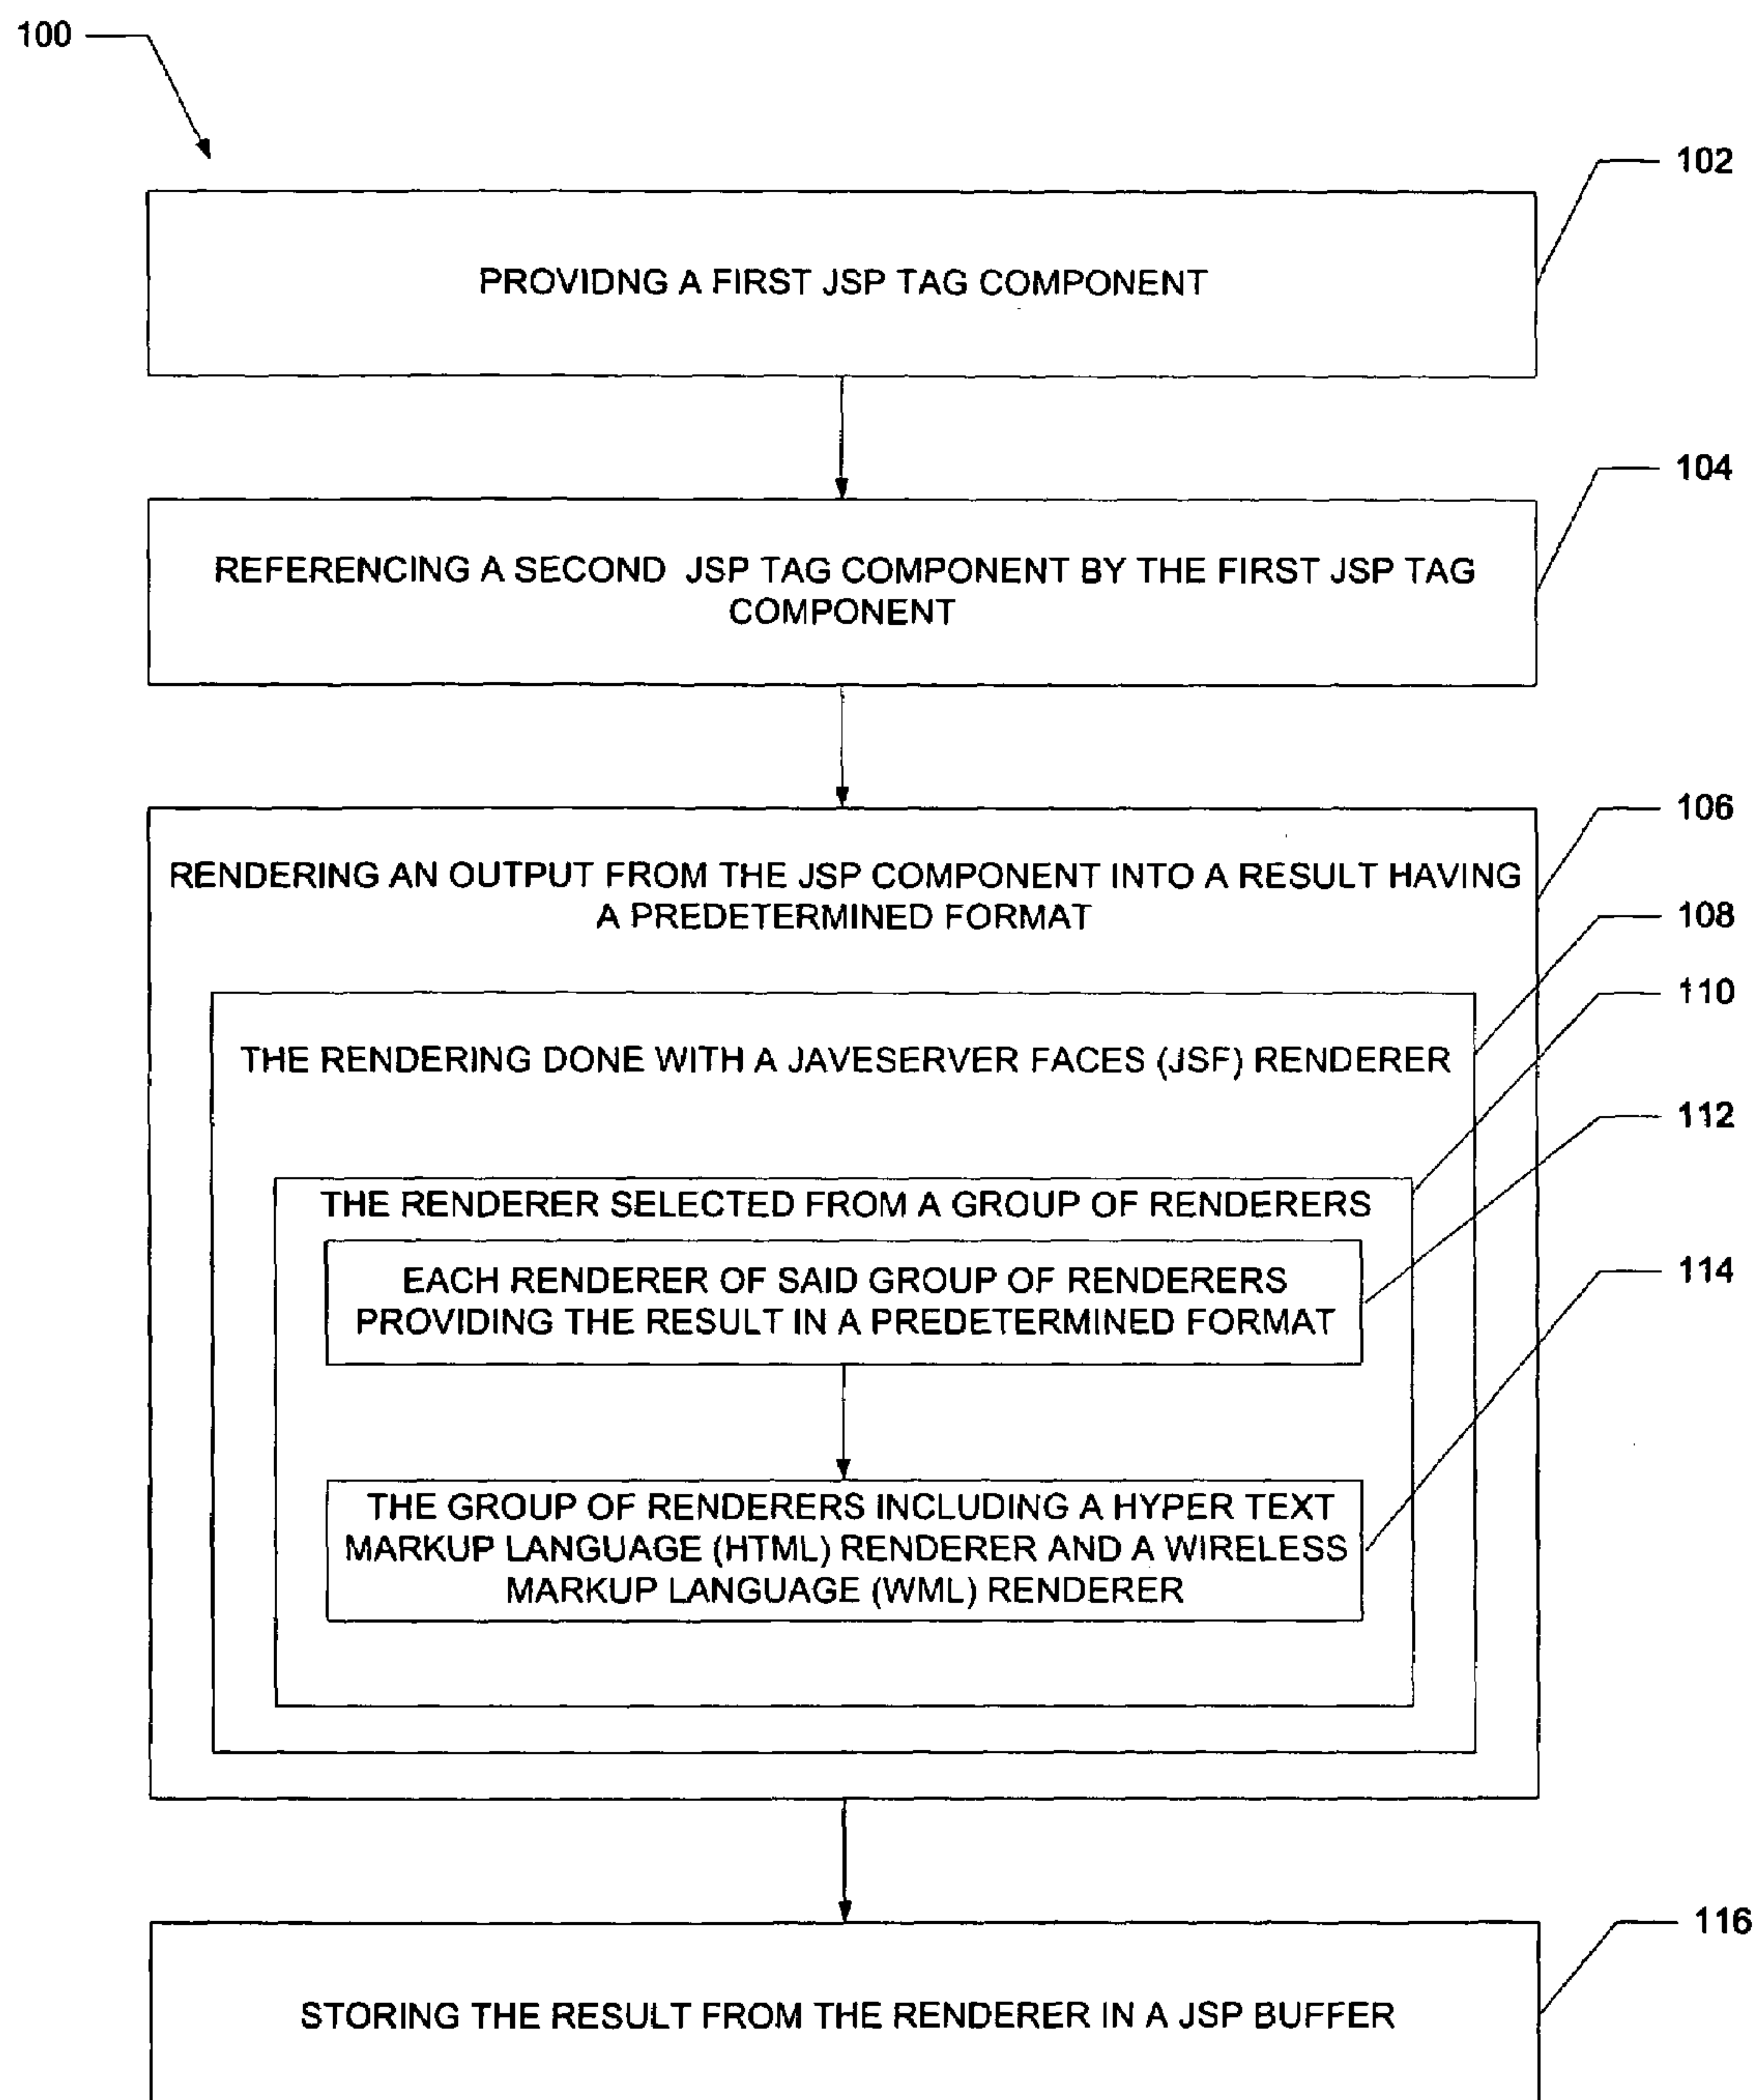 100
102
PROVIDNG A FIRST JSP TAG COMPONENT
104
REFERENCING A SECOND JSP TAG COMPONENT BY THE FIRST JSP TAG
COMPONENT
106
RENDERING AN OUTPUT FROM THE JSP COMPONENT INTO A RESULT HAVING
A PREDETERMINED FORMAT
108
110
THE RENDERING DONE WITH A JAVESERVER FACES (JSF) RENDERER
112
THE RENDERER SELECTED FROM A GROUP OF RENDERERS
114
EACH RENDERER OF SAID GROUP OF RENDERERS
PROVIDING THE RESULT IN A PREDETERMINED FORMAT
THE GROUP OF RENDERERS INCLUDING A HYPER TEXT
MARKUP LANGUAGE (HTML) RENDERER AND A WIRELESS
MARKUP LANGUAGE (WML) RENDERER
116
STORING THE RESULT FROM THE RENDERER IN A JSP BUFFER